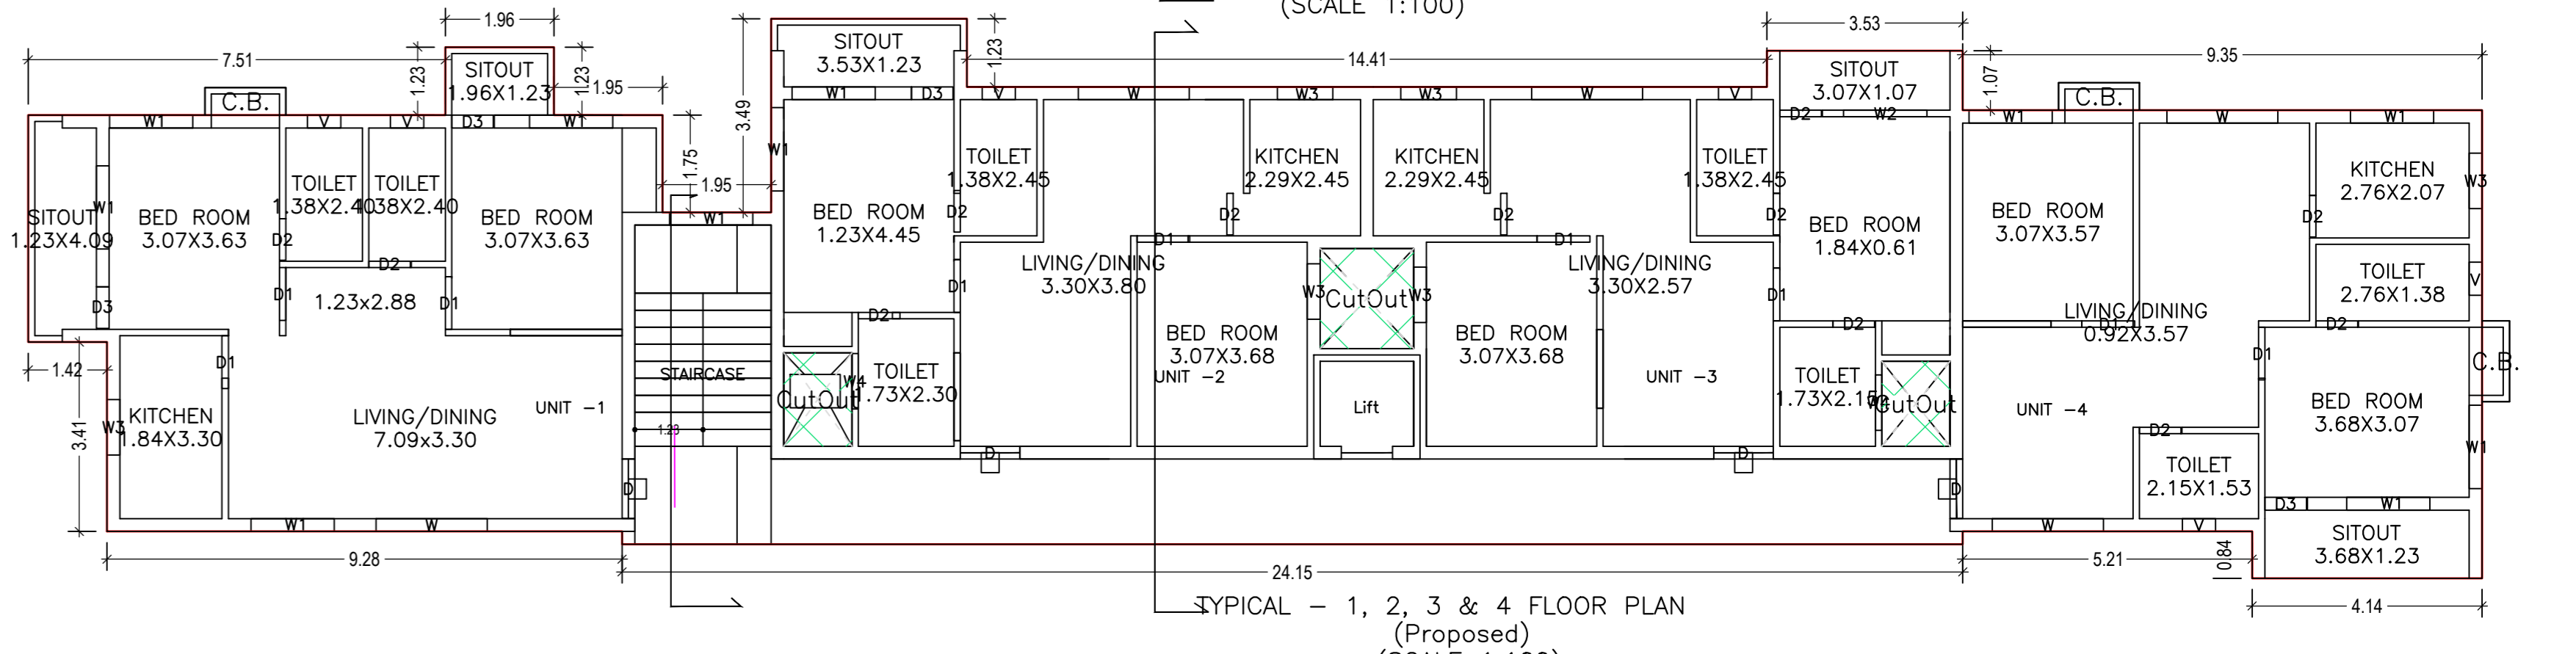 (SCALE 1:100)
1.96
3.53
7.51
1.23
SITOUT
1.96X1.23
1.23
1.95
C.B.
3.49
SITOUT
3.53X1.23
1.23
14.41
SITOUT
3.07X1.07
1.07
9.35
C.B.
W1
V
V
D3
W
W1
D3
V
W
W3
W3
W
V
D2
W2
W1
W
W1
SITOUT
1.23X4.09
W1
D3
BED ROOM
3.07X3.63
D2
D1
TOILET
1.38X2.40
TOILET
1.38X2.40
D2
1.23x2.88
D1
BED ROOM
3.07X3.63
1.75
1.95
W1
W1
BED ROOM
1.23X4.45
D2
D1
D2
TOILET
1.38X2.45
KITCHEN
2.29X2.45
KITCHEN
2.29X2.45
TOILET
1.38X2.45
D2
D2
D2
D1
D1
D1
LIVING/DINING
3.30X3.80
LIVING/DINING
3.30X2.57
BED ROOM
1.84X0.61
D2
BED ROOM
3.07X3.57
D2
KITCHEN
2.76X2.07
W3
TOILET
2.76X1.38
V
D2
LIVING/DINING
D1
0.92X3.57
D1
W3
CutOut
W3
BED ROOM
3.07X3.68
UNIT -2
BED ROOM
3.07X3.68
UNIT -3
Lift
1.42
3.41
W3
KITCHEN
1.84X3.30
D1
LIVING/DINING
7.09x3.30
UNIT -1
STAIRCASE
1.23
CutOut
W4
TOILET
1.73X2.30
TOILET
1.73X2.15
CutOut
UNIT -4
D2
TOILET
2.15X1.53
BED ROOM
3.68X3.07
C.B.
W1
D
D
D
D
W1
W
W
V
D3
W1
SITOUT
3.68X1.23
9.28
24.15
5.21
0.84
4.14
TYPICAL - 1, 2, 3 & 4 FLOOR PLAN
(Proposed)